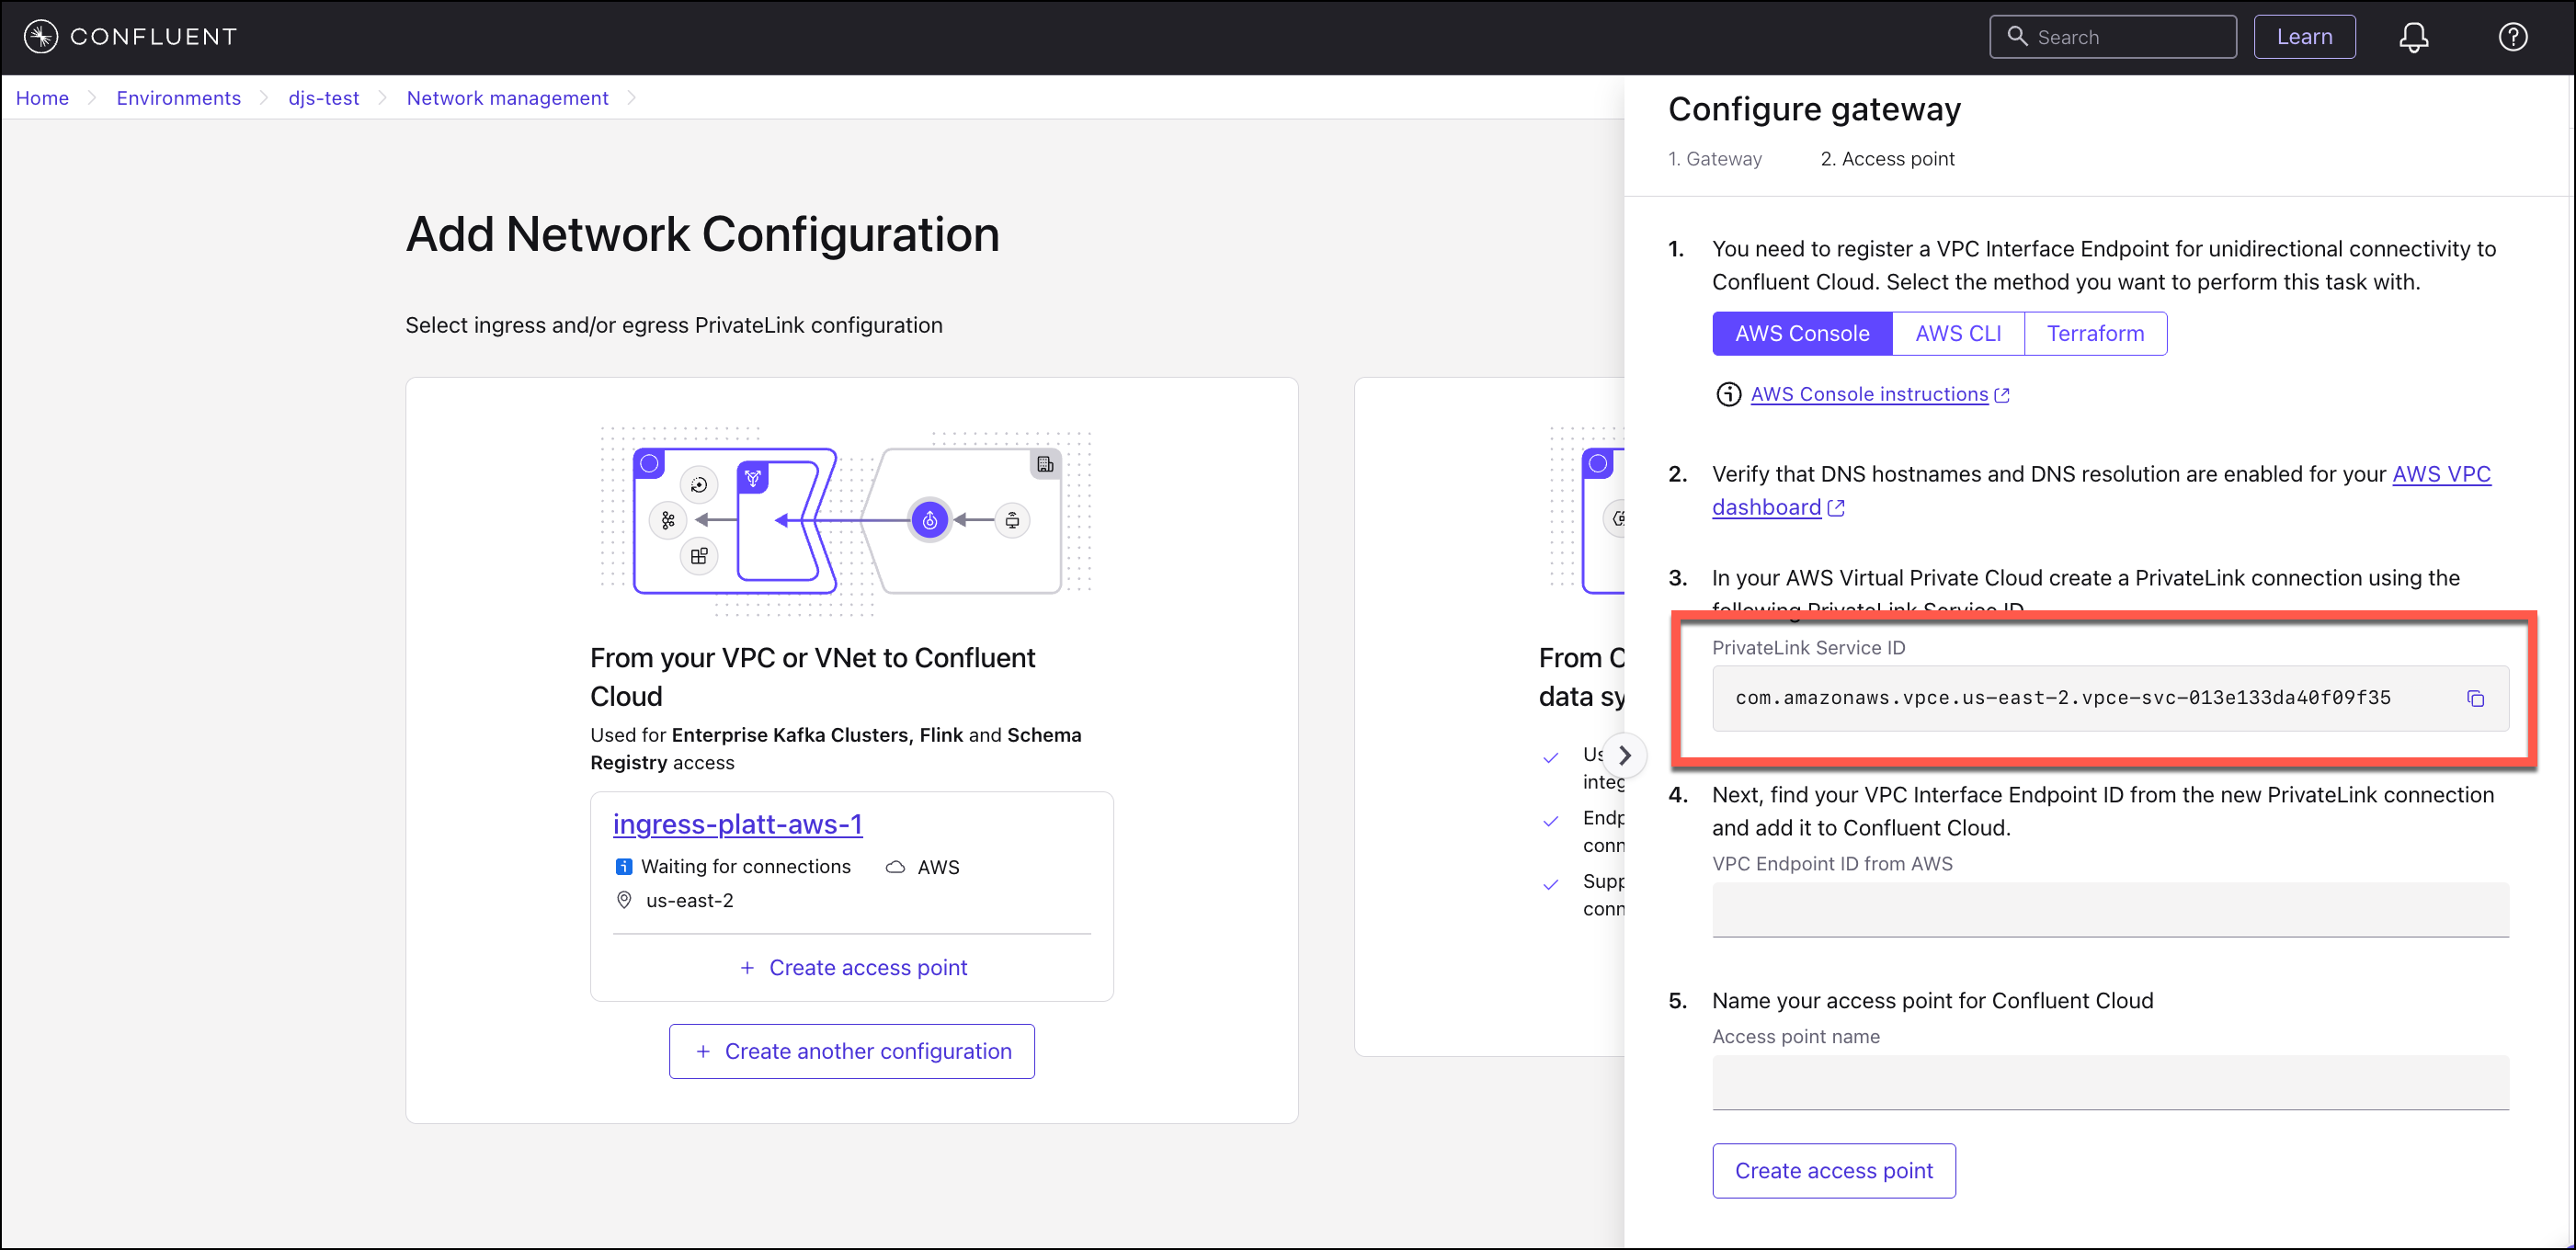 CONFLUENT
Search
Learn
Home
Environments
djs-test
Network management
Add Network Configuration
Select ingress and/or egress PrivateLink configuration
From your VPC or VNet to Confluent
Cloud
Used for Enterprise Kafka Clusters, Flink and Schema
Registry access
ingress-platt-aws-1
Waiting for connections
AWS
us-east-2
+ Create access point
+ Create another configuration
From C
data sy
Us
integ
Endp
conn
Supp
conn
Configure gateway
1. Gateway
2. Access point
1. You need to register a VPC Interface Endpoint for unidirectional connectivity to
Confluent Cloud. Select the method you want to perform this task with.
AWS Console
AWS CLI
Terraform
AWS Console instructions
2. Verify that DNS hostnames and DNS resolution are enabled for your AWS VPC
dashboard
3. In your AWS Virtual Private Cloud create a PrivateLink connection using the
following PrivateLink Service ID
PrivateLink Service ID
com.amazonaws.vpce.us-east-2.vpce-svc-013e133da40f09f35
4. Next, find your VPC Interface Endpoint ID from the new PrivateLink connection
and add it to Confluent Cloud.
VPC Endpoint ID from AWS
5. Name your access point for Confluent Cloud
Access point name
Create access point